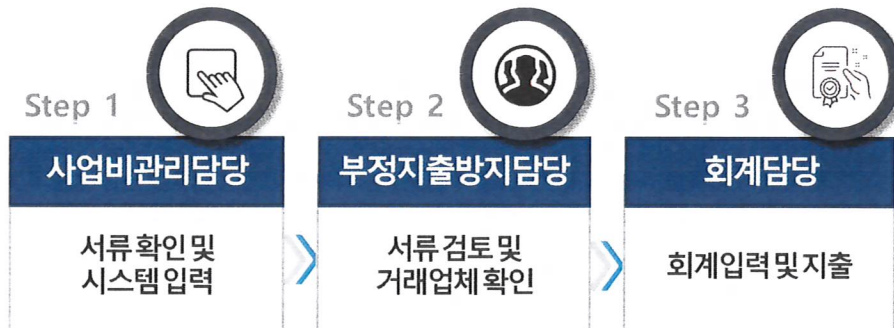 Step 1
사업비관리담당
서류 확인 및
시스템 입력
Step 2
부정지출방지담당
서류 검토 및
거래업체 확인
Step 3
회계담당
회계입력 및 지출